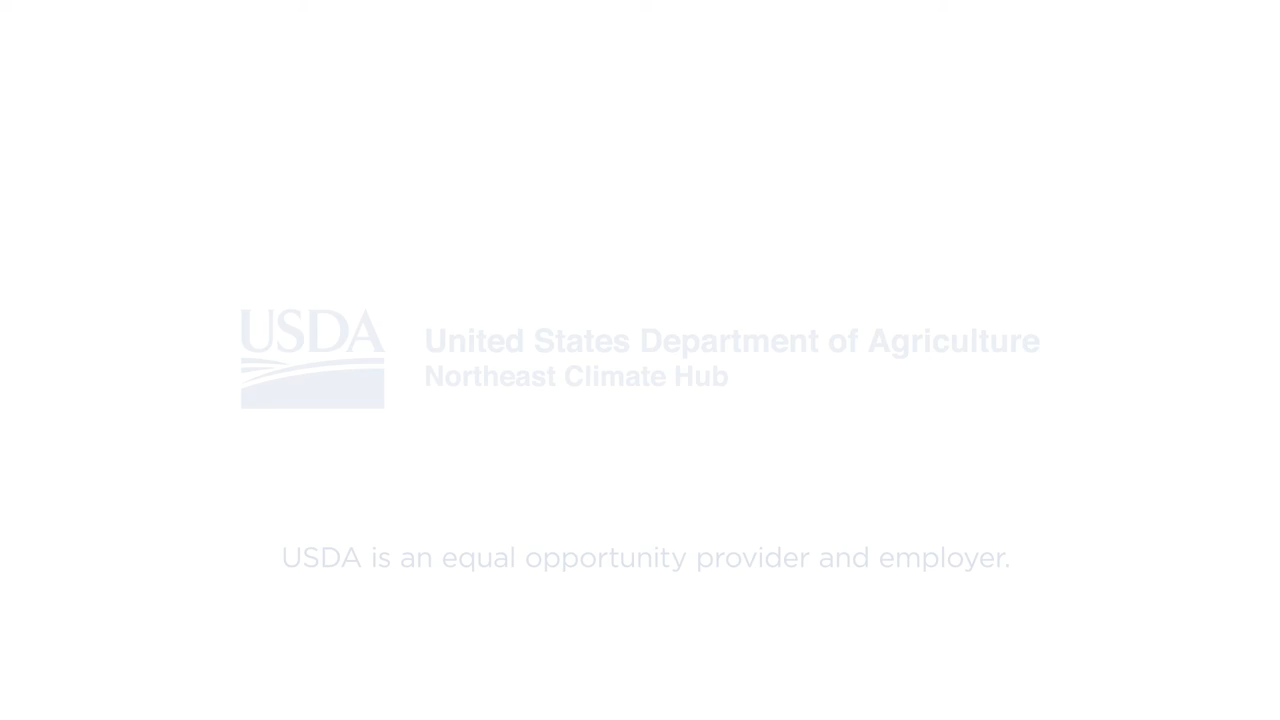 USDA
United States Department of Agriculture
Northeast Climate Hub
USDA is an equal opportunity provider and employer.